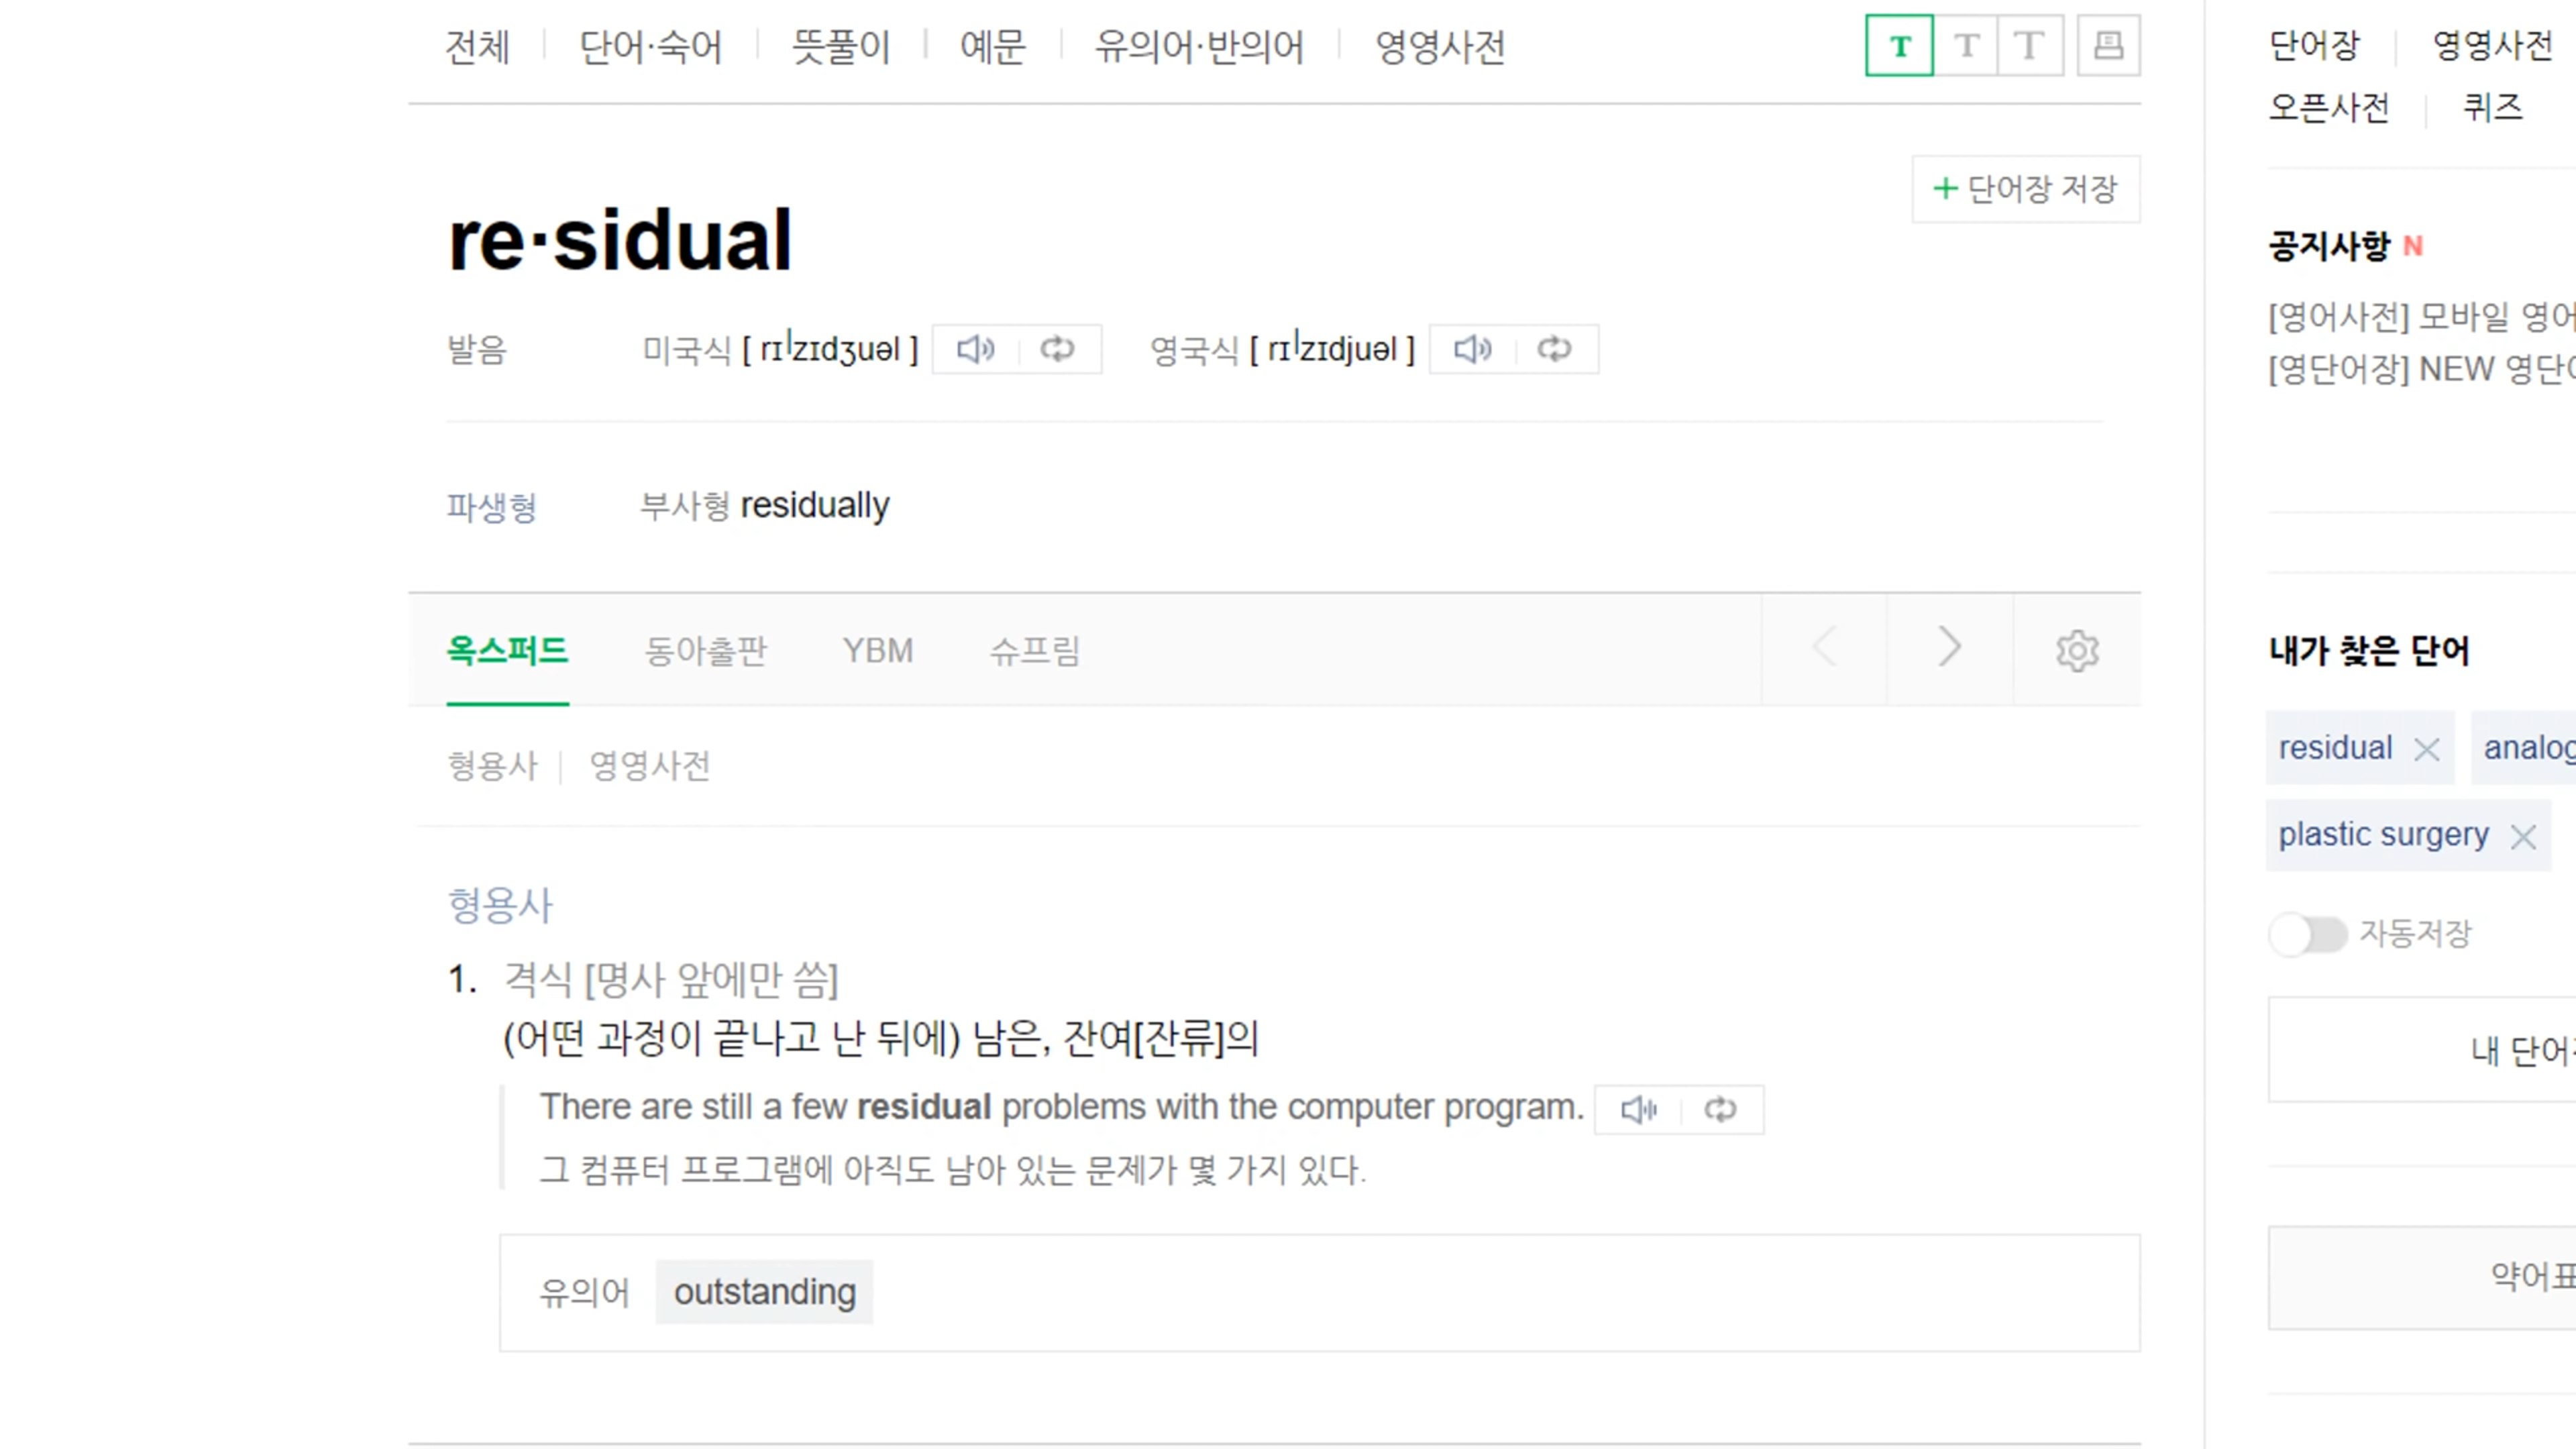 전체 단어·숙어 뜻풀이 예문 유의어·반의어 영영사전 T T T
단어장 영영사전
오픈사전 퀴즈
+ 단어장 저장
re·sidual
공지사항 N
[영어사전] 모바일
[영단어장] NEW
발음 미국식 [ rɪˈzɪdʒuəl ] 영국식 [ rɪˈzɪdjuəl ]
파생형 부사형 residually
옥스퍼드 동아출판 YBM 슈프림
내가 찾은 단어
residual
plastic surgery
자동저장
형용사 영영사전
형용사
1. 격식 [명사 앞에만 씀]
(어떤 과정이 끝나고 난 뒤에) 남은, 잔여[잔류]의
There are still a few residual problems with the computer program.
그 컴퓨터 프로그램에 아직도 남아 있는 문제가 몇 가지 있다.
유의어 outstanding
내